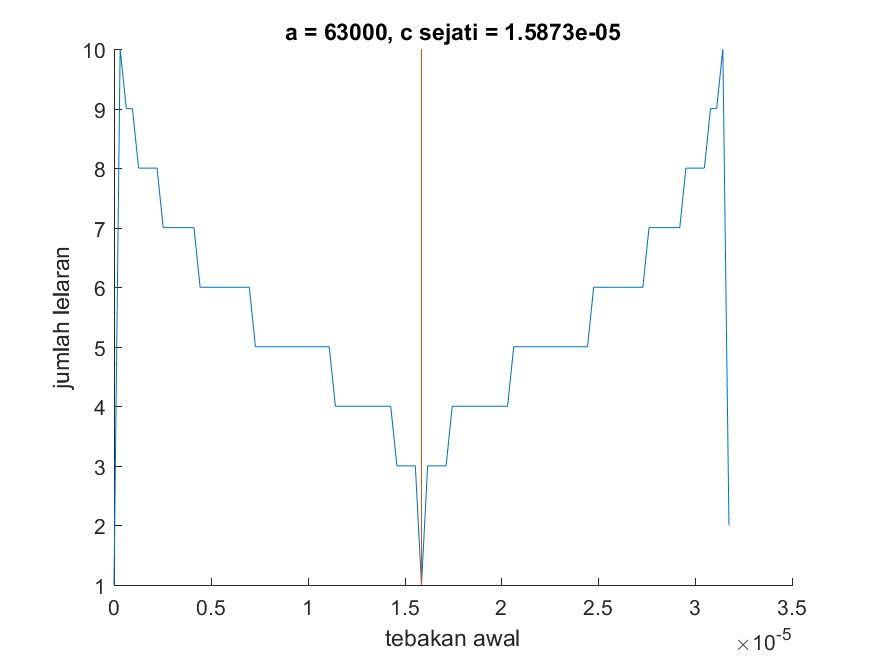 a = 63000, c sejati = 1.5873e-05
jumlah lelaran
10
9
8
7
6
5
4
3
2
1
0 0.5 1 1.5 2 2.5 3 3.5
tebakan awal
×10-5